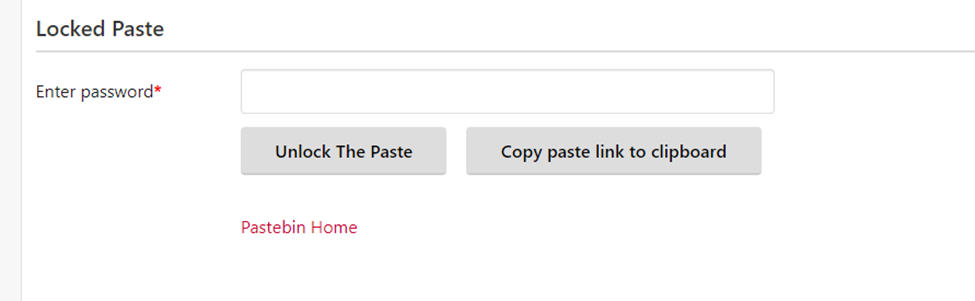 Locked Paste
Enter password*
Unlock The Paste Copy paste link to clipboard
Pastebin Home